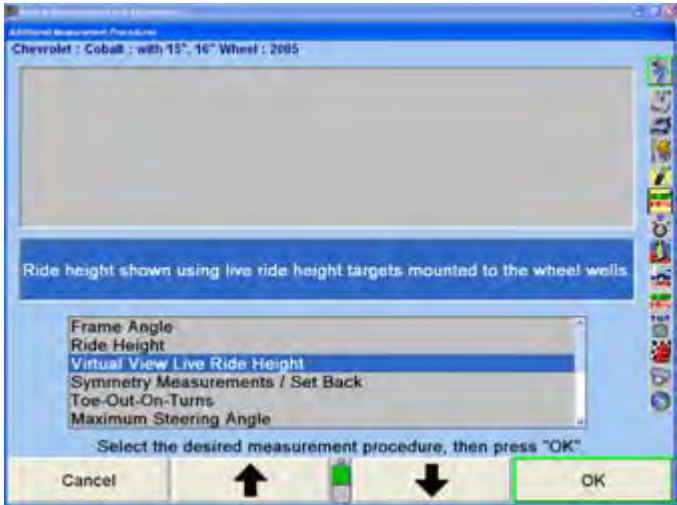 Additional Measurement Procedures
Chevrolet : Cobalt : with 15", 16" Wheel : 2005
Ride height shown using live ride height targets mounted to the wheel wells.
Frame Angle
Ride Height
Virtual View Live Ride Height
Symmetry Measurements / Set Back
Toe-Out-On-Turns
Maximum Steering Angle
Select the desired measurement procedure, then press "OK".
Cancel
OK